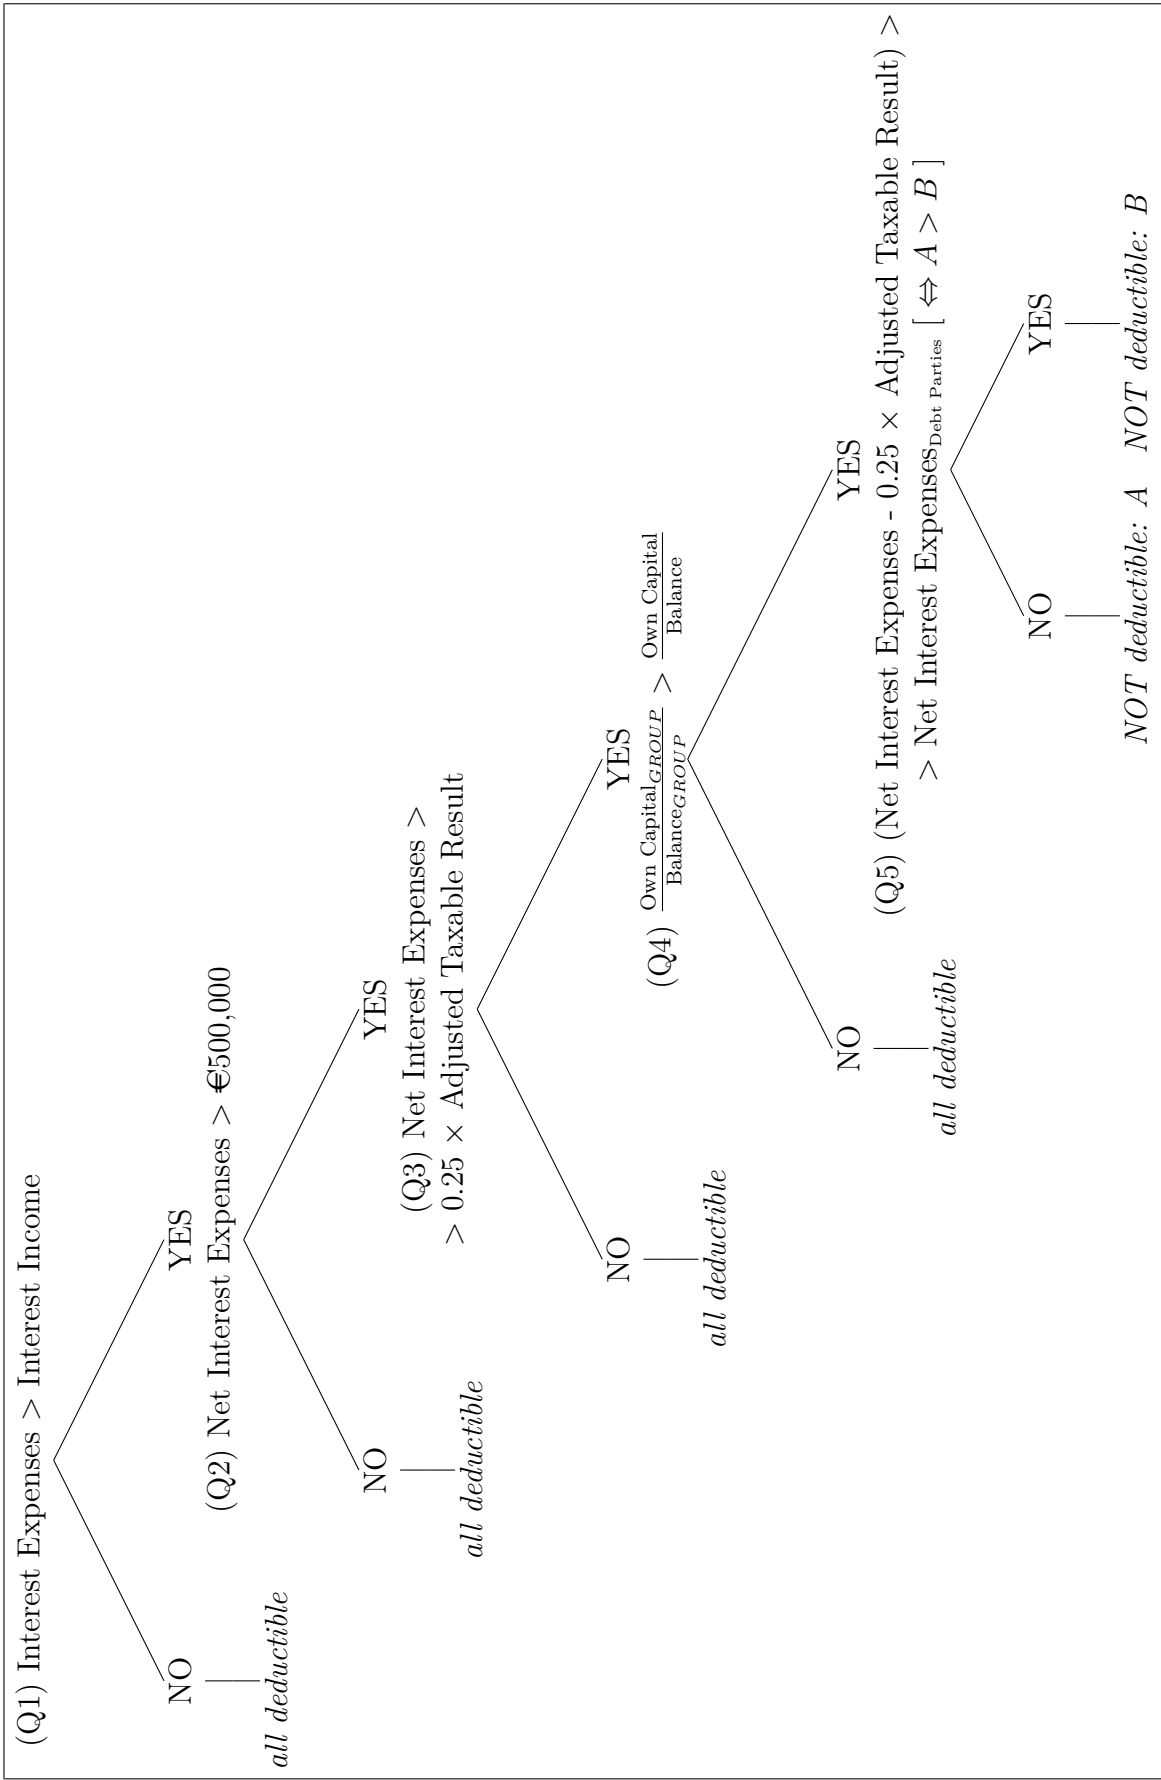 (Q1) Interest Expenses > Interest Income
NO
all deductible
YES
(Q2) Net Interest Expenses > €500,000
NO
all deductible
YES
(Q3) Net Interest Expenses >
> 0.25 × Adjusted Taxable Result
NO
all deductible
YES
(Q4) Own Capital_GROUP / Balance_GROUP > Own Capital / Balance
NO
all deductible
YES
(Q5) (Net Interest Expenses - 0.25 × Adjusted Taxable Result) >
> Net Interest Expenses_Debt Parties [ ⇔ A > B ]
NO
NOT deductible: A
YES
NOT deductible: B